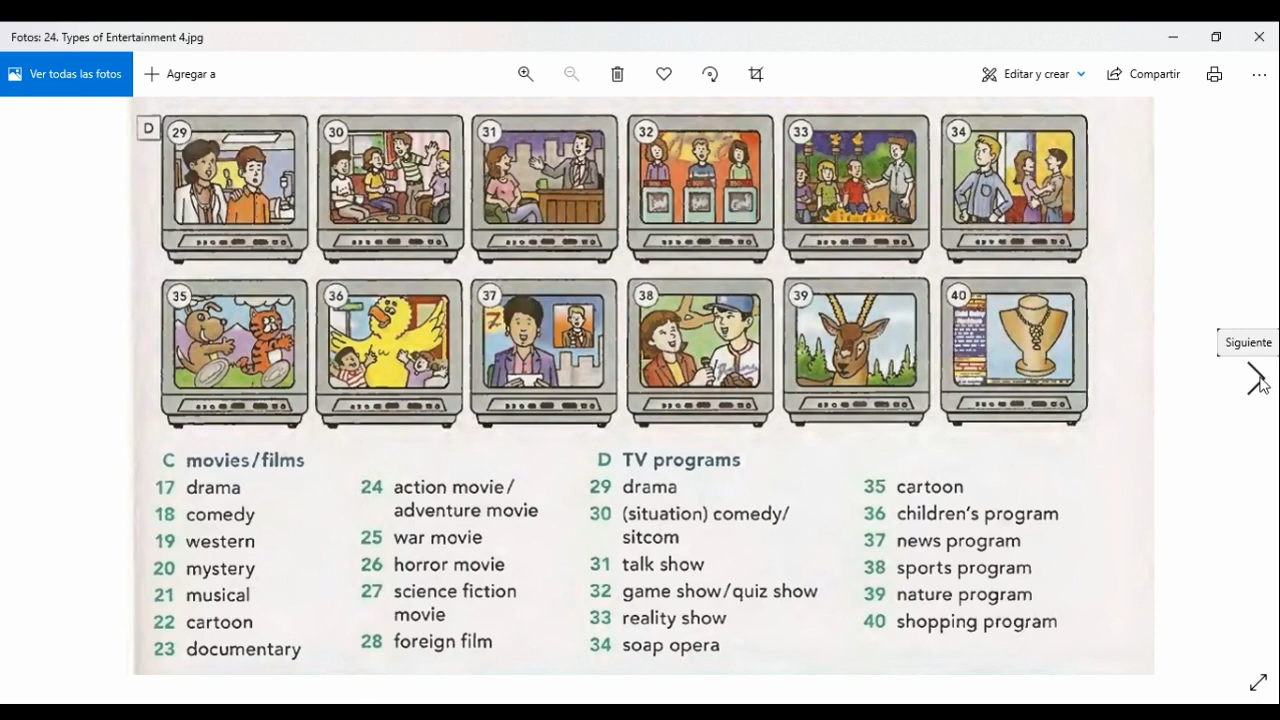 Fotos: 24. Types of Entertainment 4.jpg
Ver todas las fotos
Agregar a
Editar y crear
Compartir
D
29
30
31
32
33
34
35
36
37
7
38
39
40
Siguiente
C movies/films
17 drama
18 comedy
19 western
20 mystery
21 musical
22 cartoon
23 documentary
24 action movie/
adventure movie
25 war movie
26 horror movie
27 science fiction
movie
28 foreign film
D TV programs
29 drama
30 (situation) comedy/
sitcom
31 talk show
32 game show/quiz show
33 reality show
34 soap opera
35 cartoon
36 children's program
37 news program
38 sports program
39 nature program
40 shopping program